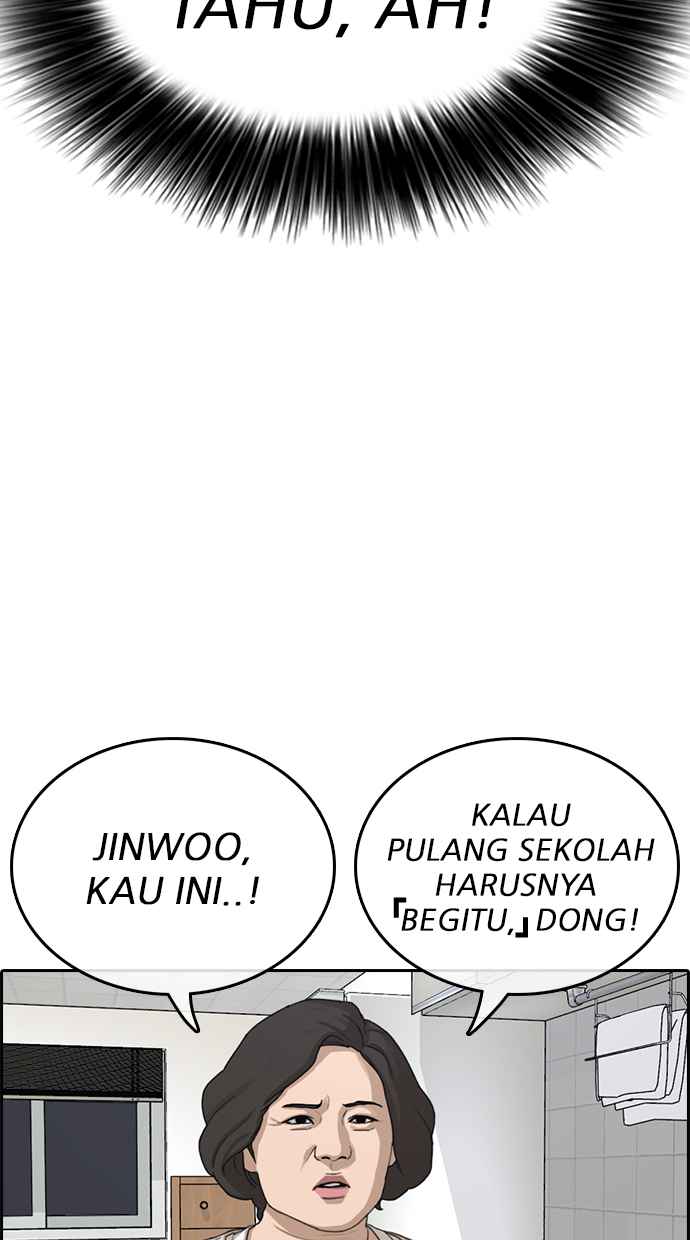 TAHU, AH!
JINWOO,
KAU INI..!
KALAU
PULANG SEKOLAH
HARUSNYA
『BEGITU,』 DONG!